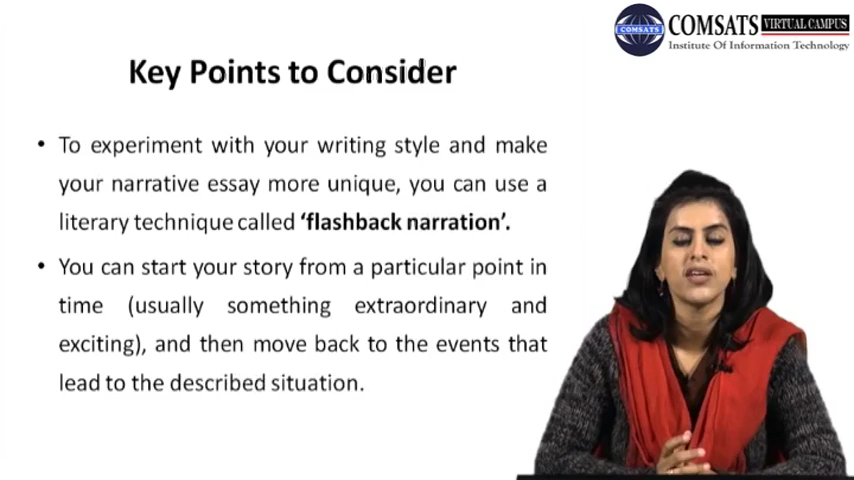 COMSATS VIRTUAL CAMPUS
COMSATS
Institute Of Information Technology
Key Points to Consider
• To experiment with your writing style and make
your narrative essay more unique, you can use a
literary technique called ‘flashback narration’.
• You can start your story from a particular point in
time (usually something extraordinary and
exciting), and then move back to the events that
lead to the described situation.